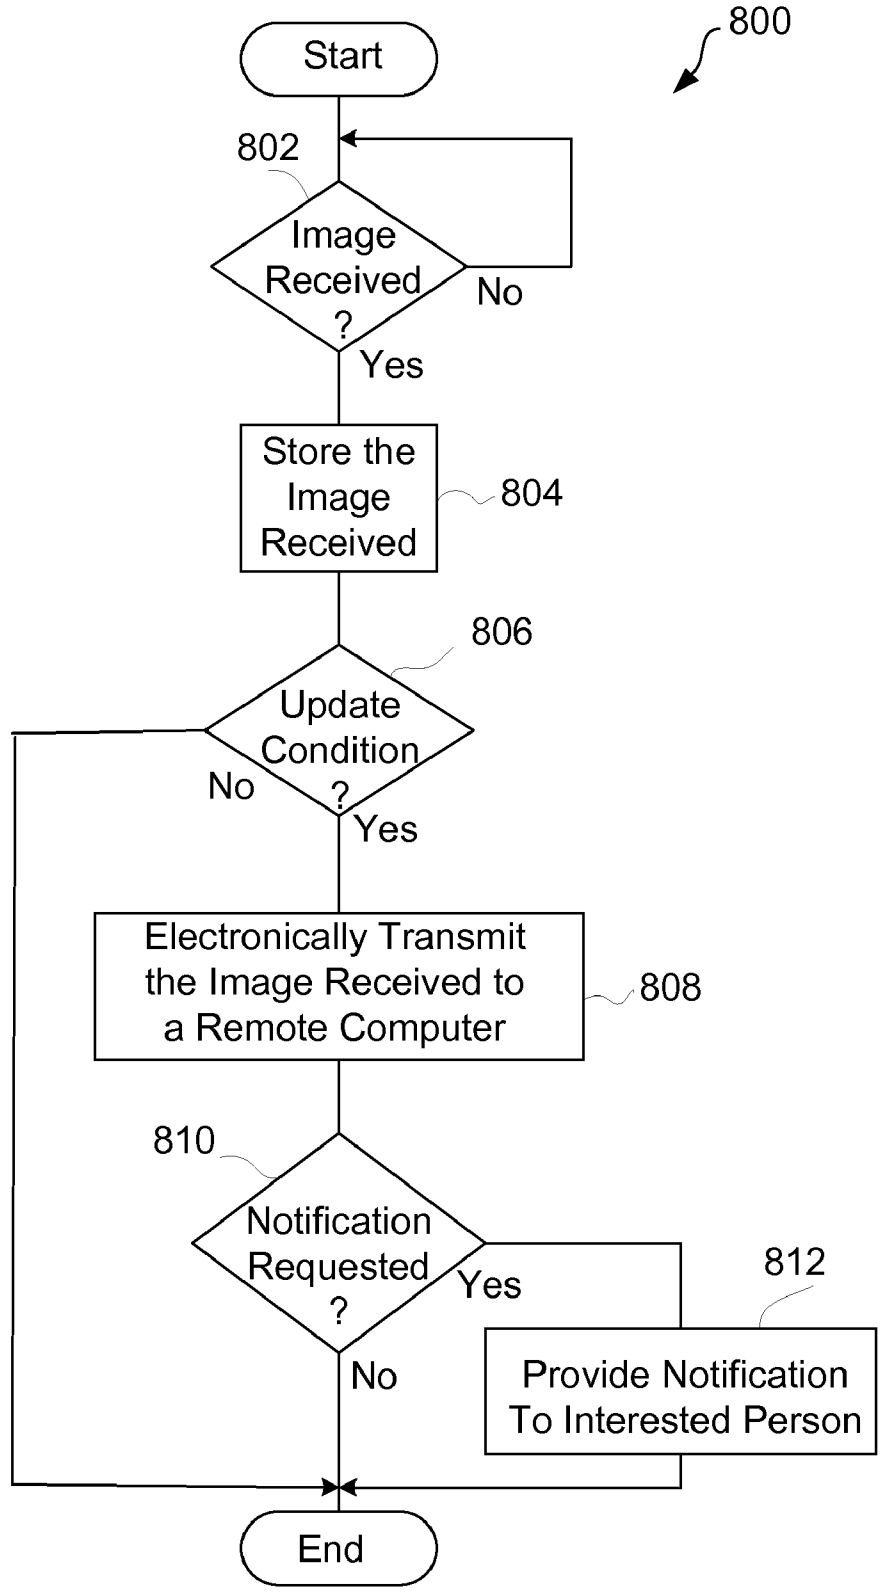 800
Start
802
Image
Received
?
No
Yes
Store the
Image
Received
804
806
Update
Condition
?
No
Yes
Electronically Transmit
the Image Received to
a Remote Computer
808
810
Notification
Requested
?
Yes
No
812
Provide Notification
To Interested Person
End